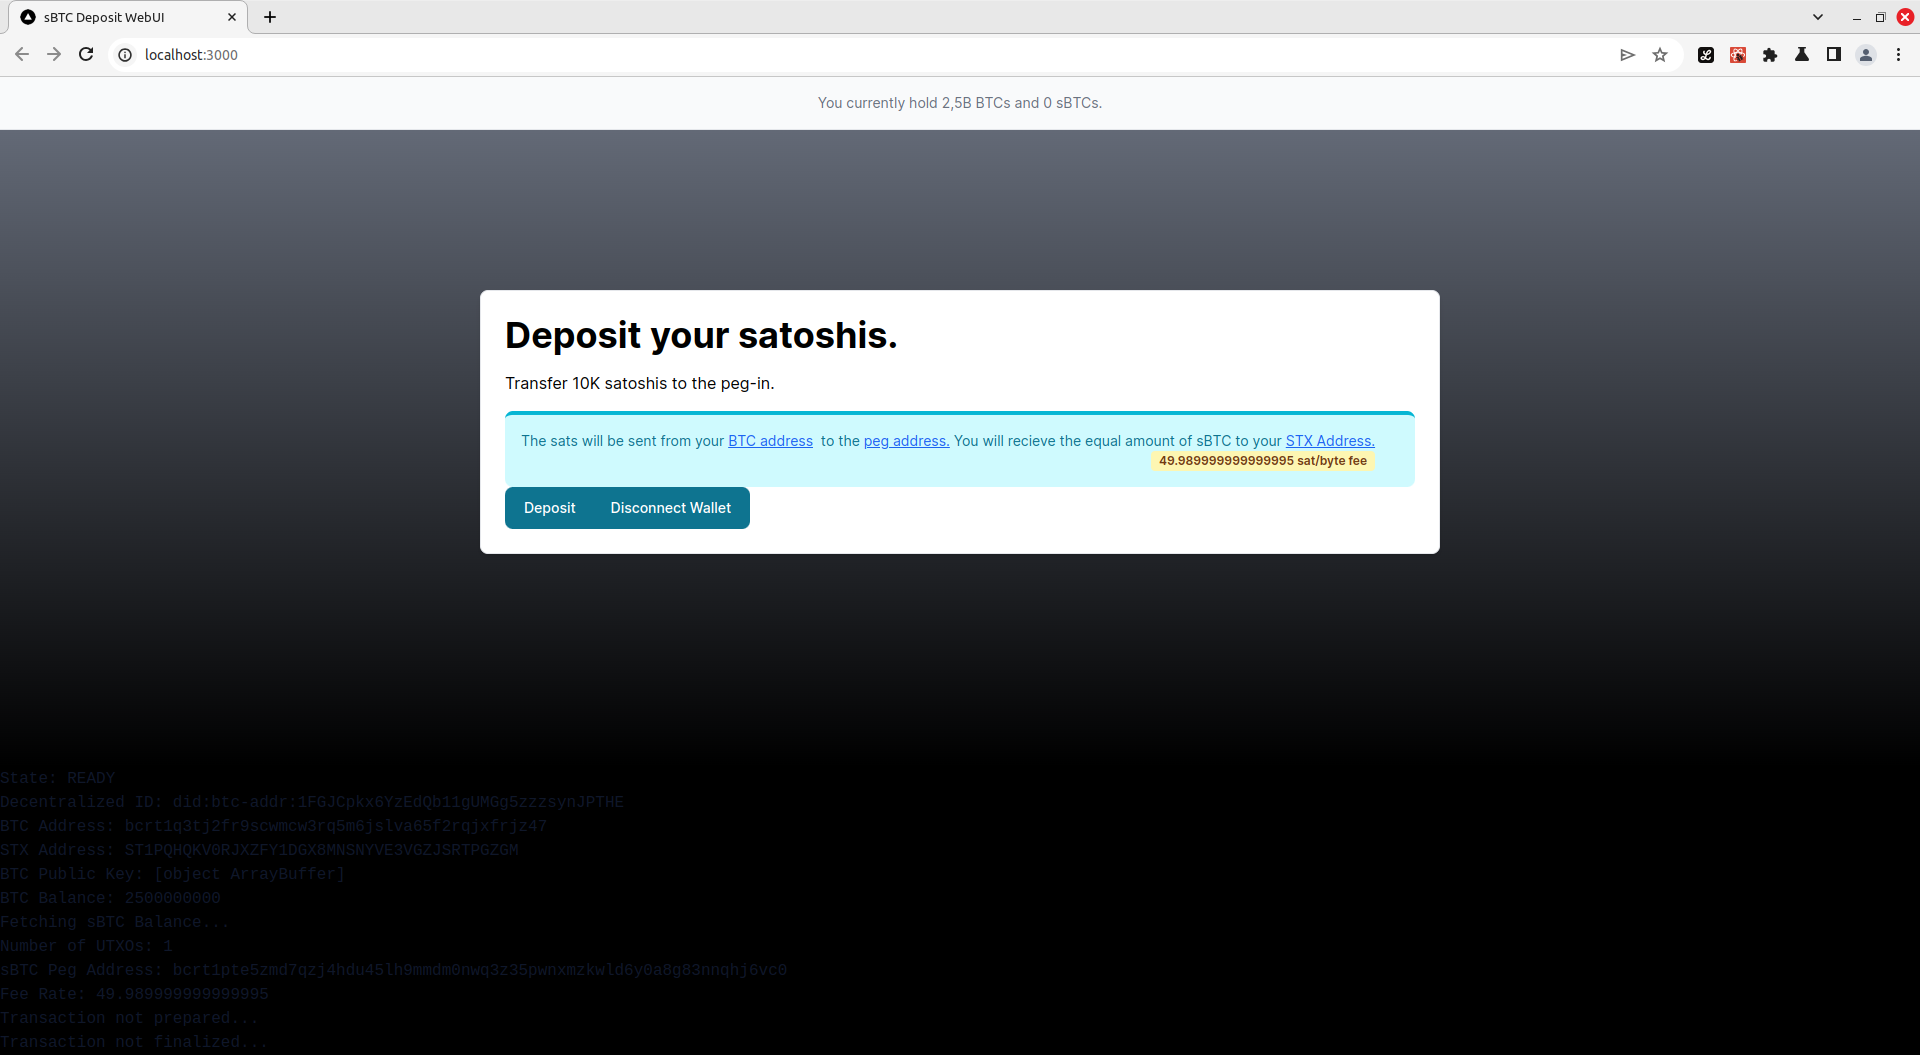 sBTC Deposit WebUI
localhost:3000
You currently hold 2,5B BTCs and 0 sBTCs.
Deposit your satoshis.
Transfer 10K satoshis to the peg-in.
The sats will be sent from your BTC address to the peg address. You will recieve the equal amount of sBTC to your STX Address.
49.989999999999995 sat/byte fee
Deposit Disconnect Wallet
State: READY
Decentralized ID: did:btc-addr:1FGJCpkx6YzEdQb11gUMGg5zzzsynJPTHE
BTC Address: bcrt1q3tj2fr9scwmcw3rq5m6jslva65f2rqjxfrjz47
STX Address: ST1PQHQKV0RJXZFY1DGX8MNSNYVE3VGZJSRTPGZGM
BTC Public Key: [object ArrayBuffer]
BTC Balance: 2500000000
Fetching sBTC Balance...
Number of UTXOs: 1
sBTC Peg Address: bcrt1pte5zmd7qzj4hdu45lh9mmdm0nwq3z35pwnxmzkwld6y0a8g83nnqhj6vc0
Fee Rate: 49.989999999999995
Transaction not prepared...
Transaction not finalized...